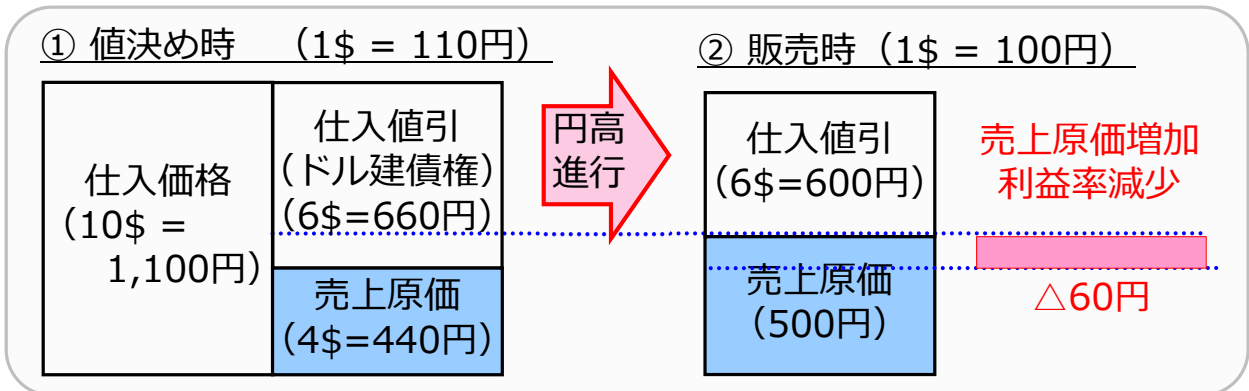 ① 値決め時　（1$ = 110円）
仕入価格
（10$ =
1,100円）
仕入値引
（ドル建債権）
（6$=660円）
売上原価
（4$=440円）
円高
進行
② 販売時（1$ = 100円）
仕入値引
（6$=600円）
売上原価
（500円）
売上原価増加
利益率減少
△60円